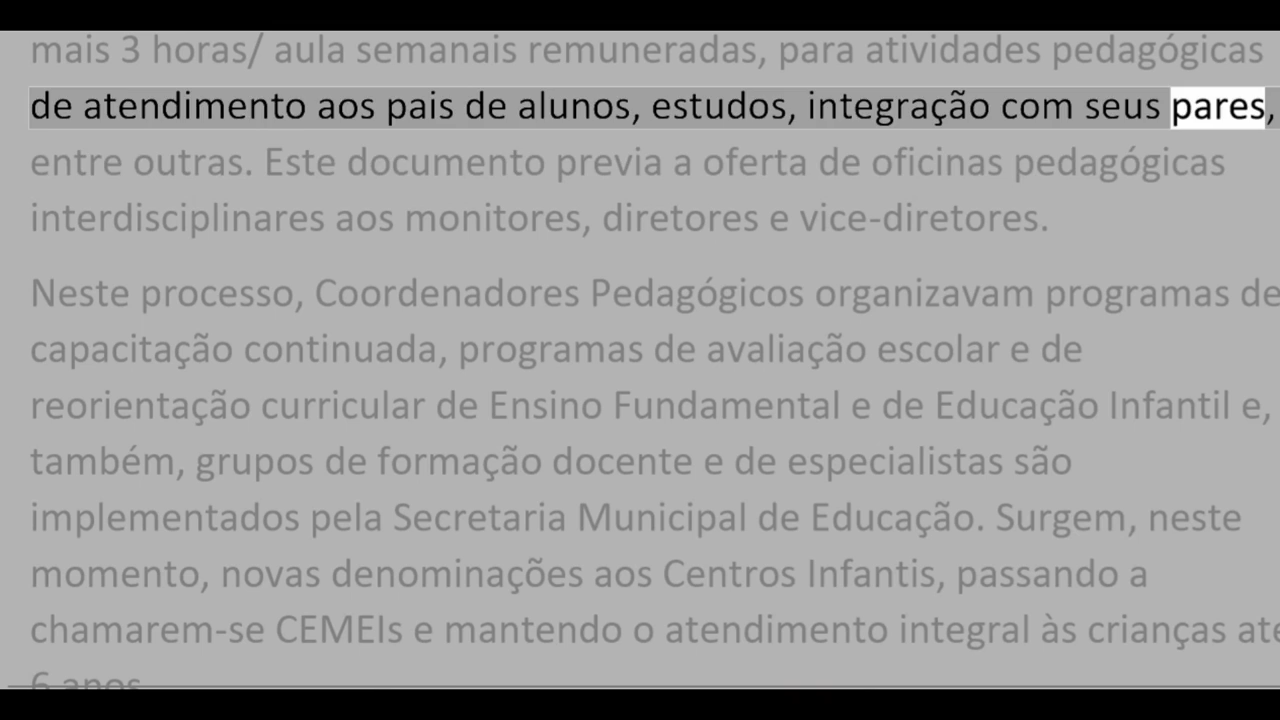 mais 3 horas/ aula semanais remuneradas, para atividades pedagógicas
de atendimento aos pais de alunos, estudos, integração com seus pares,
entre outras. Este documento previa a oferta de oficinas pedagógicas
interdisciplinares aos monitores, diretores e vice-diretores.
Neste processo, Coordenadores Pedagógicos organizavam programas de
capacitação continuada, programas de avaliação escolar e de
reorientação curricular de Ensino Fundamental e de Educação Infantil e,
também, grupos de formação docente e de especialistas são
implementados pela Secretaria Municipal de Educação. Surgem, neste
momento, novas denominações aos Centros Infantis, passando a
chamarem-se CEMEIs e mantendo o atendimento integral às crianças até
6 anos